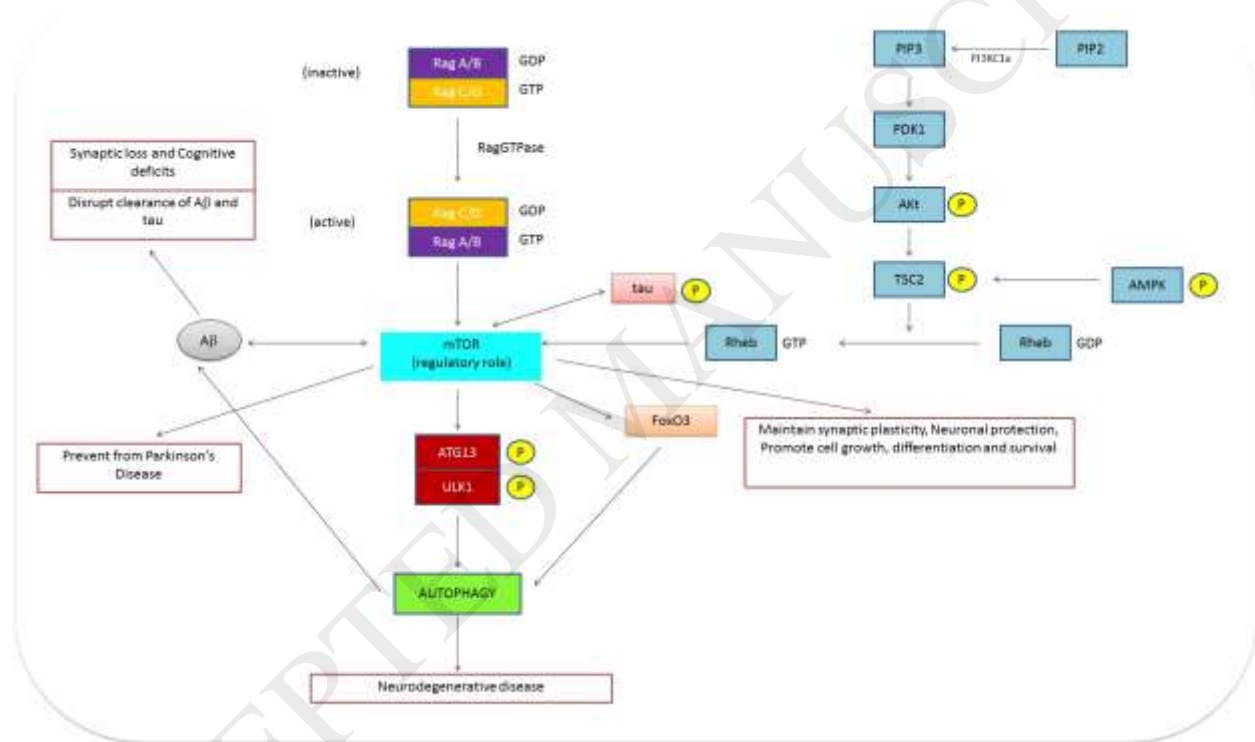 (inactive)
Rag A/B
GDP
Rag C/D
GTP
RagGTPase
(active)
Rag C/D
GDP
Rag A/B
GTP
PIP3
PI3KC1a
PIP2
PDK1
AKt
P
TSC2
P
AMPK
P
Synaptic loss and Cognitive
deficits
Disrupt clearance of Aβ and
tau
tau
P
Aβ
mTOR
(regulatory role)
Rheb
GTP
Rheb
GDP
FoxO3
Maintain synaptic plasticity, Neuronal protection,
Promote cell growth, differentiation and survival
Prevent from Parkinson's
Disease
ATG13
P
ULK1
P
AUTOPHAGY
Neurodegenerative disease
EPTED MANUSC